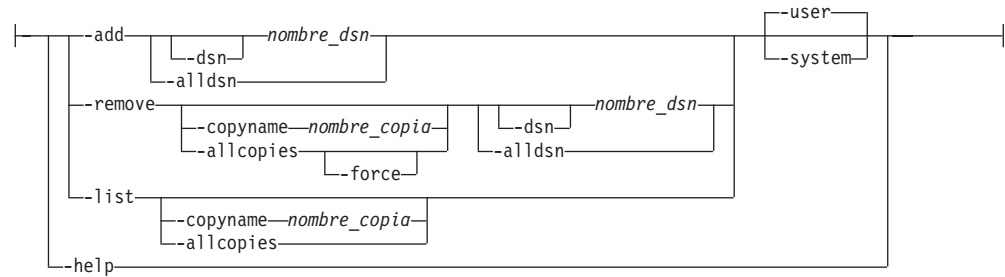 -user
-add nombre_dsn -system
-dsn
-alldsn
-remove nombre_dsn
-copyname nombre_copia -dsn
-allcopies -alldsn
-force
-list
-copyname nombre_copia
-allcopies
-help